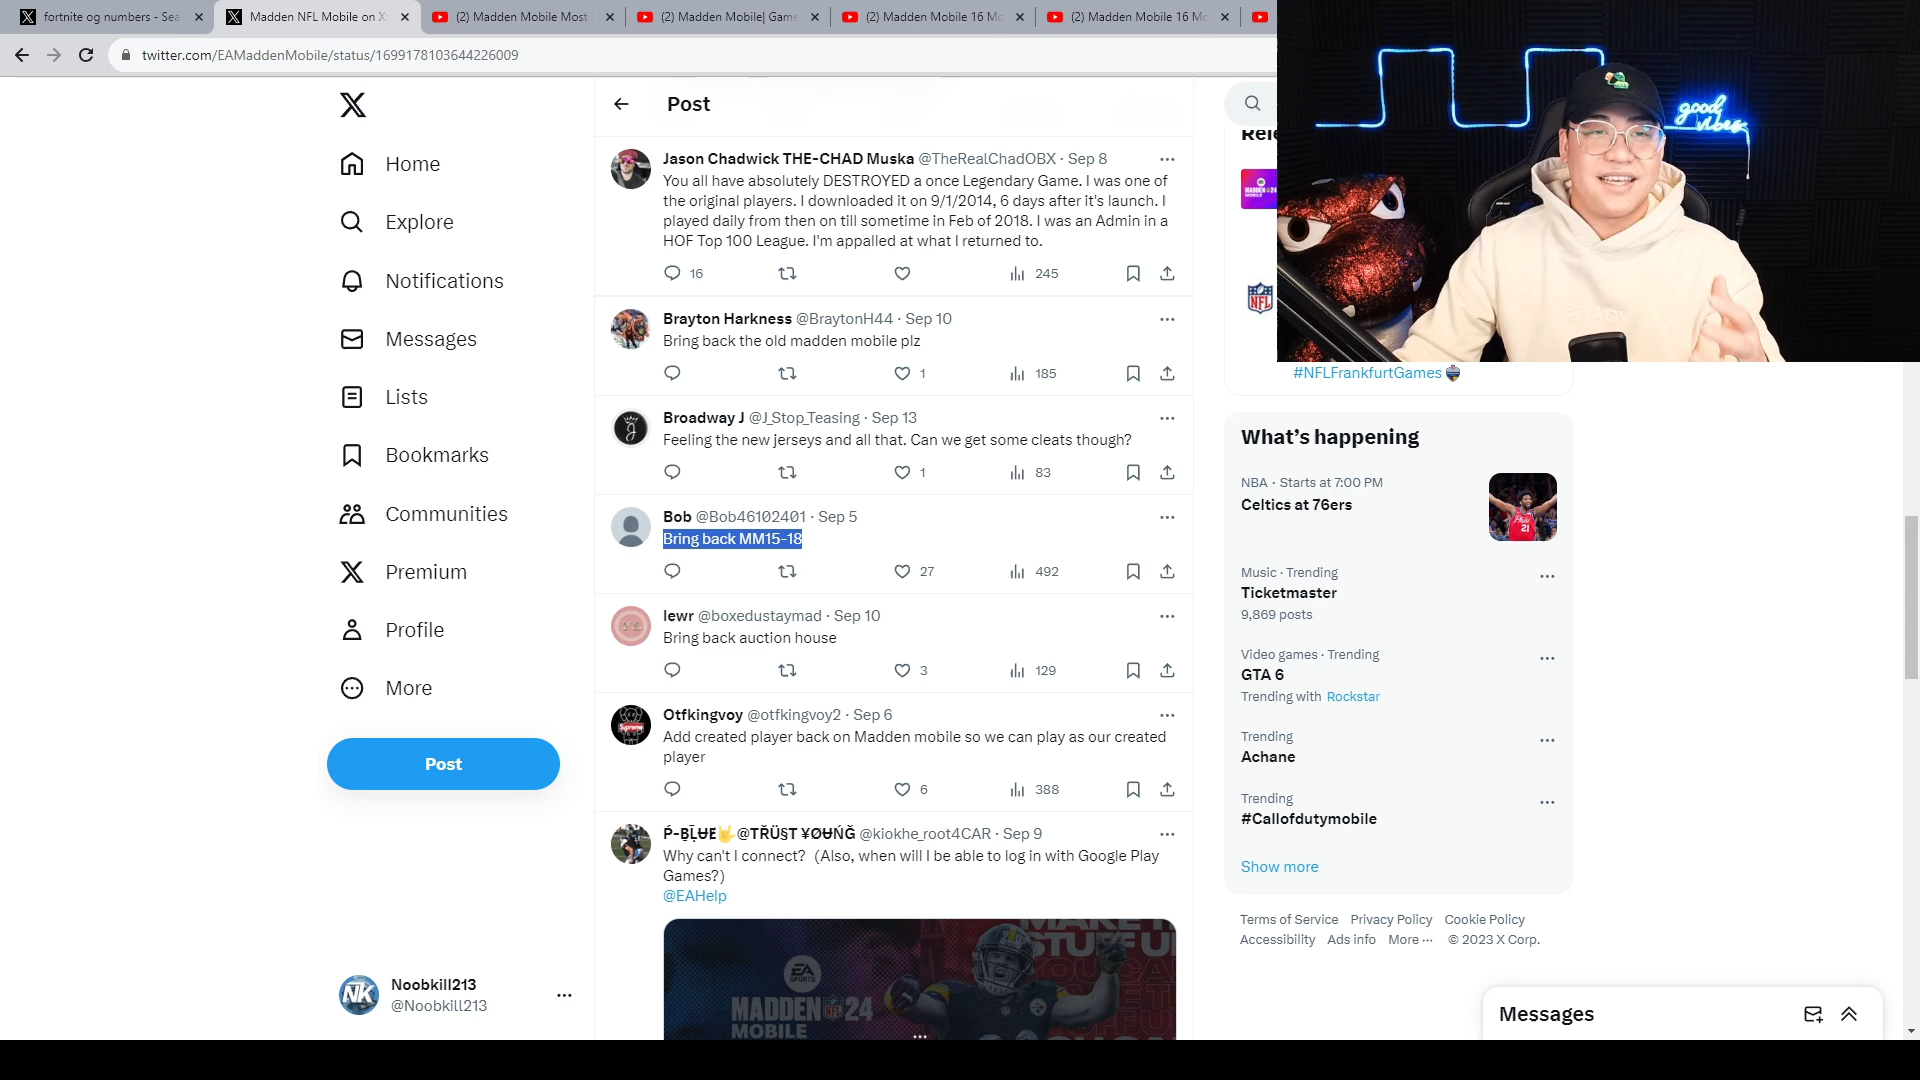 fortnite og numbers - Sea
Madden NFL Mobile on X
(2) Madden Mobile Most
(2) Madden Mobile| Game
(2) Madden Mobile 16 Mo
(2) Madden Mobile 16 Mo
twitter.com/EAMaddenMobile/status/1699178103644226009
Home
Explore
Notifications
Messages
Lists
Bookmarks
Communities
Premium
Profile
More
Post
Noobkill213
@Noobkill213
Post
Jason Chadwick THE-CHAD Muska @TheRealChadOBX · Sep 8
You all have absolutely DESTROYED a once Legendary Game. I was one of
the original players. I downloaded it on 9/1/2014, 6 days after it's launch. I
played daily from then on till sometime in Feb of 2018. I was an Admin in a
HOF Top 100 League. I'm appalled at what I returned to.
16 245
Brayton Harkness @BraytonH44 · Sep 10
Bring back the old madden mobile plz
1 185
Broadway J @J_Stop_Teasing · Sep 13
Feeling the new jerseys and all that. Can we get some cleats though?
1 83
Bob @Bob46102401 · Sep 5
Bring back MM15-18
27 492
lewr @boxedustaymad · Sep 10
Bring back auction house
3 129
Otfkingvoy @otfkingvoy2 · Sep 6
Add created player back on Madden mobile so we can play as our created
player
6 388
@kiokhe_root4CAR · Sep 9
Why can't I connect? (Also, when will I be able to log in with Google Play
Games?)
@EAHelp
EA
SPORTS
MADDEN NFL 24
MOBILE
good
vibes
#NFLFrankfurtGames
What's happening
NBA · Starts at 7:00 PM
Celtics at 76ers
Music · Trending
Ticketmaster
9,869 posts
Video games · Trending
GTA 6
Trending with Rockstar
Trending
Achane
Trending
#Callofdutymobile
Show more
Terms of Service Privacy Policy Cookie Policy
Accessibility Ads info More ··· © 2023 X Corp.
Messages